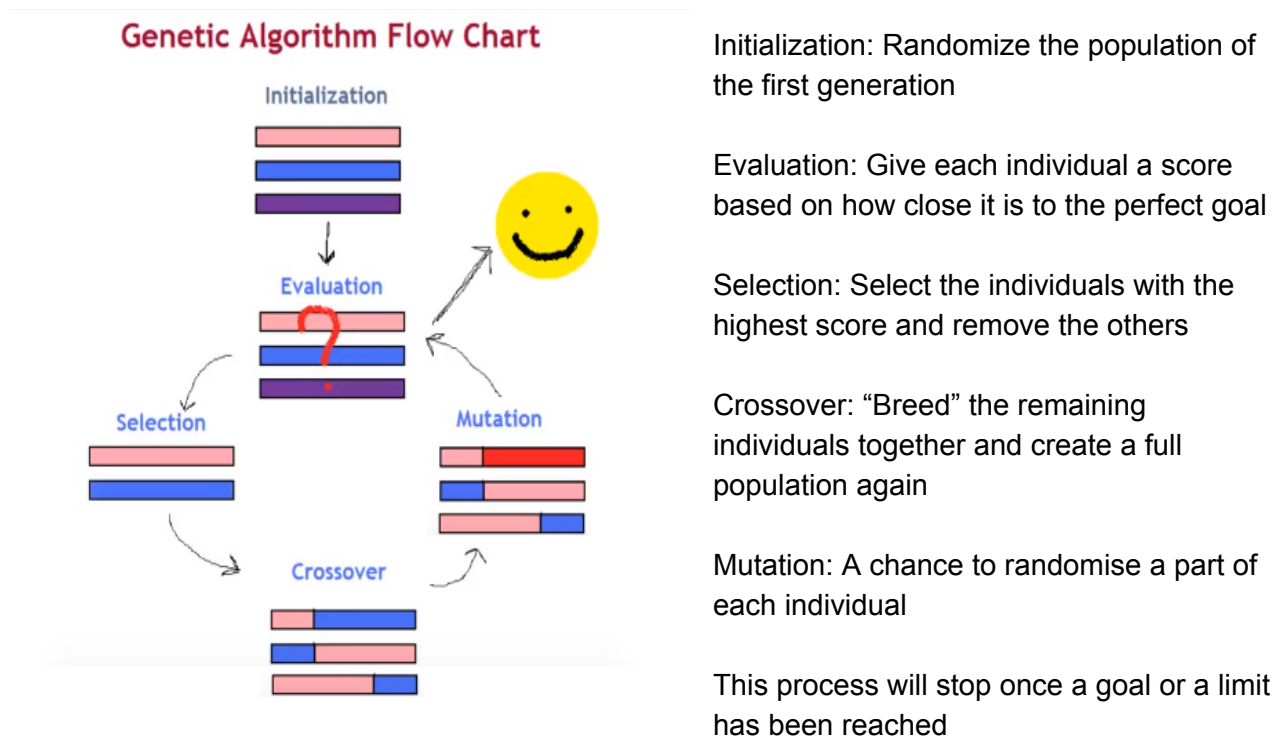 Genetic Algorithm Flow Chart
Initialization
Evaluation
?
Selection
Mutation
Crossover
Initialization: Randomize the population of
the first generation
Evaluation: Give each individual a score
based on how close it is to the perfect goal
Selection: Select the individuals with the
highest score and remove the others
Crossover: “Breed” the remaining
individuals together and create a full
population again
Mutation: A chance to randomise a part of
each individual
This process will stop once a goal or a limit
has been reached